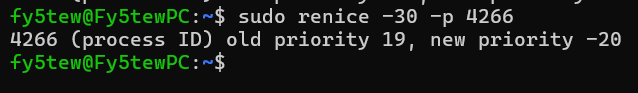 fy5tew@Fy5tewPC:~$ sudo renice -30 -p 4266
4266 (process ID) old priority 19, new priority -20
fy5tew@Fy5tewPC:~$